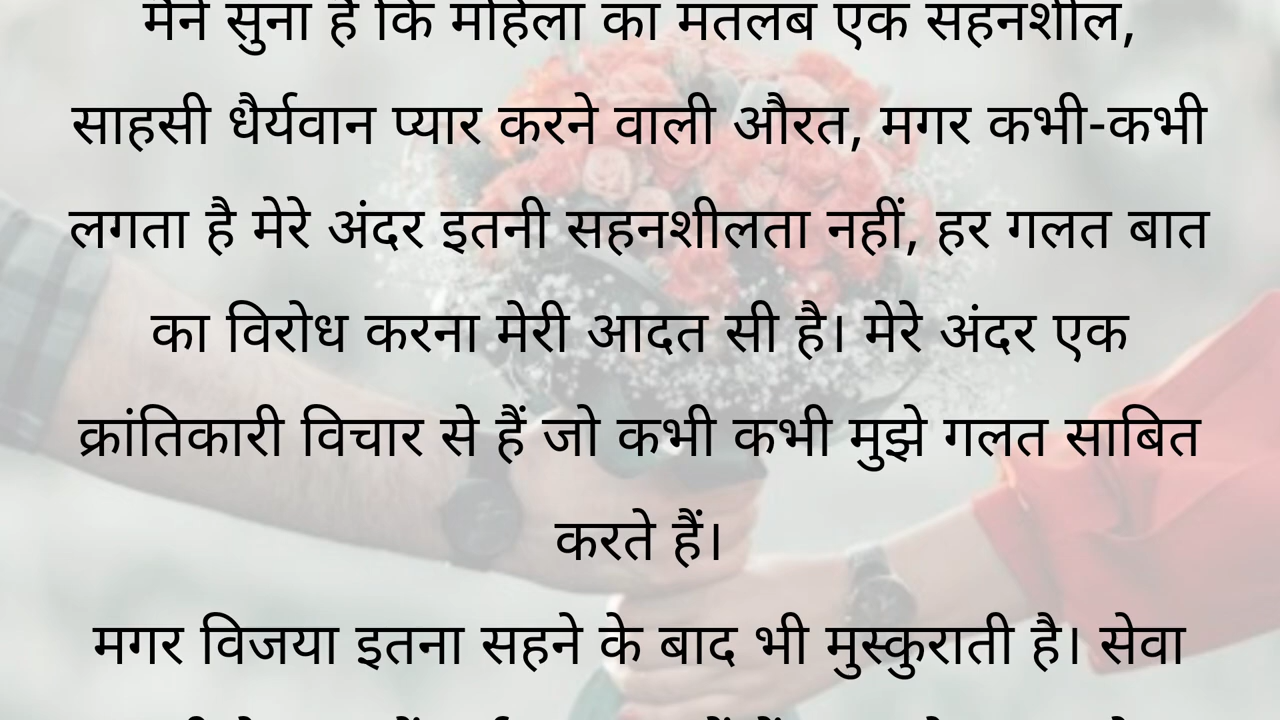 मैंने सुना है कि महिला का मतलब एक सहनशील,
साहसी धैर्यवान प्यार करने वाली औरत, मगर कभी-कभी
लगता है मेरे अंदर इतनी सहनशीलता नहीं, हर गलत बात
का विरोध करना मेरी आदत सी है। मेरे अंदर एक
क्रांतिकारी विचार से हैं जो कभी कभी मुझे गलत साबित
करते हैं।
मगर विजया इतना सहने के बाद भी मुस्कुराती है। सेवा